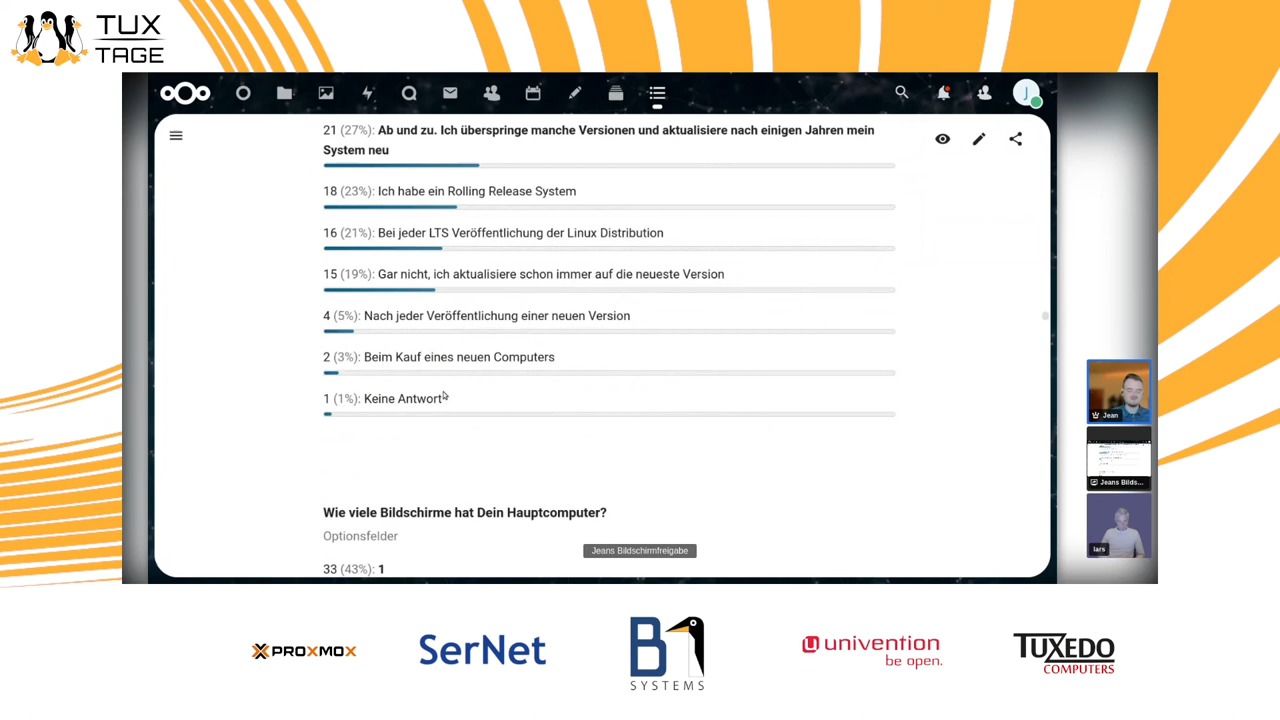 TUX
TAGE
J
21 (27%): Ab und zu. Ich überspringe manche Versionen und aktualisiere nach einigen Jahren mein
System neu
18 (23%): Ich habe ein Rolling Release System
16 (21%): Bei jeder LTS Veröffentlichung der Linux Distribution
15 (19%): Gar nicht, ich aktualisiere schon immer auf die neueste Version
4 (5%): Nach jeder Veröffentlichung einer neuen Version
2 (3%): Beim Kauf eines neuen Computers
1 (1%): Keine Antwort
Wie viele Bildschirme hat Dein Hauptcomputer?
Optionsfelder
33 (43%): 1
Jeans Bildschirmfreigabe
Jean
Jeans Bilds...
lars
PROXMOX
SerNet
B1
SYSTEMS
univention
be open.
TUXEDO
COMPUTERS